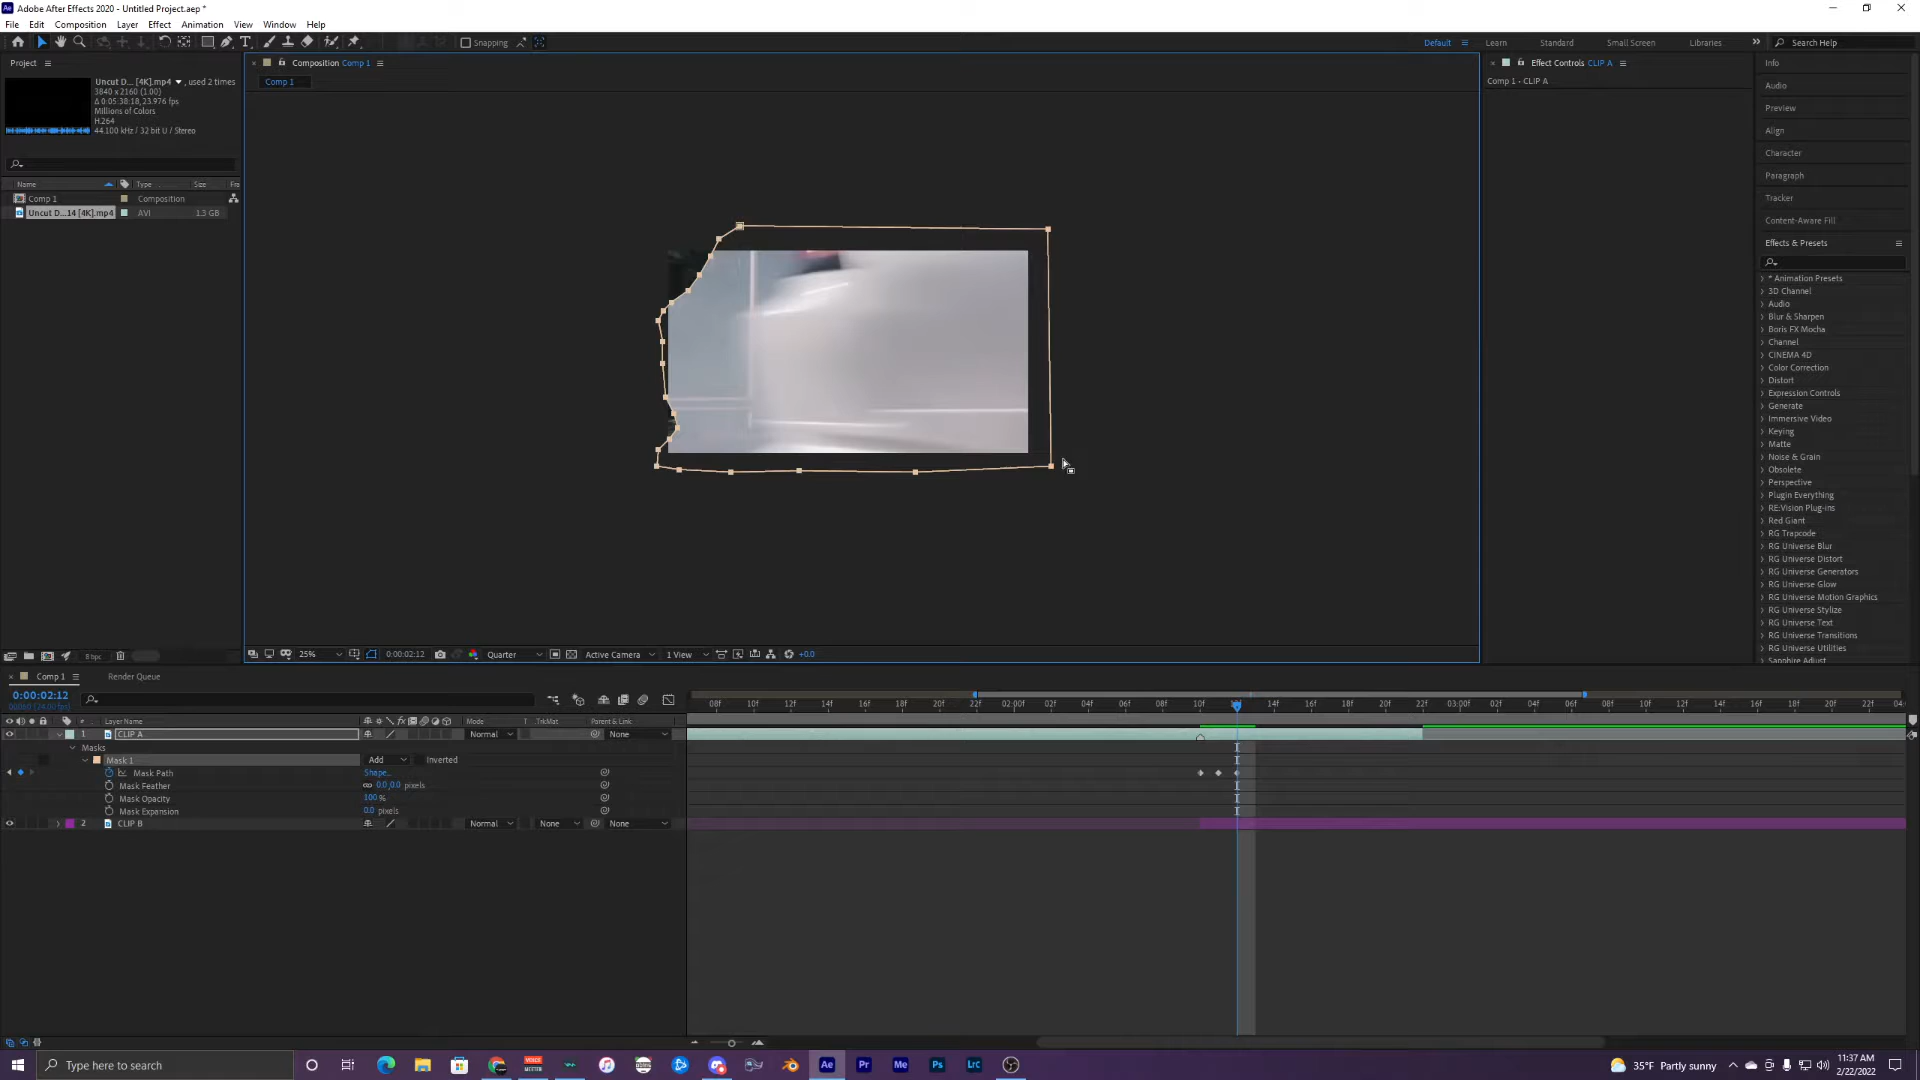 Adobe After Effects 2020 - Untitled Project.aep *
File Edit Composition Layer Effect Animation View Window Help
Snapping
Default Learn Standard Small Screen Libraries Search Help
Project
Uncut D... [4K].mp4 , used 2 times
3840 x 2160 (1.00)
Δ 0:05:38:18, 23.976 fps
Millions of Colors
H.264
44.100 kHz / 32 bit U / Stereo
Name Type Size Fra
Comp 1 Composition
Uncut D...14 [4K].mp4 AVI 1.3 GB
8 bpc
Composition Comp 1
Comp 1
25% 0:00:02:12 Quarter Active Camera 1 View +0.0
Effect Controls CLIP A
Comp 1 • CLIP A
Info
Audio
Preview
Align
Character
Paragraph
Tracker
Content-Aware Fill
Effects & Presets
* Animation Presets
3D Channel
Audio
Blur & Sharpen
Boris FX Mocha
Channel
CINEMA 4D
Color Correction
Distort
Expression Controls
Generate
Immersive Video
Keying
Matte
Noise & Grain
Obsolete
Perspective
Plugin Everything
RE:Vision Plug-ins
Red Giant
RG Trapcode
RG Universe Blur
RG Universe Distort
RG Universe Generators
RG Universe Glow
RG Universe Motion Graphics
RG Universe Stylize
RG Universe Text
RG Universe Transitions
RG Universe Utilities
Sapphire Adjust
Comp 1 Render Queue
0:00:02:12
00060 (24.00 fps)
08f 10f 12f 14f 16f 18f 20f 22f 02:00f 02f 04f 06f 08f 10f 12f 14f 16f 18f 20f 22f 03:00f 02f 04f 06f 08f 10f 12f 14f 16f 18f 20f 22f 04:0
# Layer Name Mode T TrkMat Parent & Link
1 CLIP A Normal None
Masks
Mask 1 Add Inverted
Mask Path Shape...
Mask Feather 0.0,0.0 pixels
Mask Opacity 100 %
Mask Expansion 0.0 pixels
2 CLIP B Normal None None
Type here to search
Ae Pr Me Ps LrC
35°F Partly sunny
11:37 AM
2/22/2022